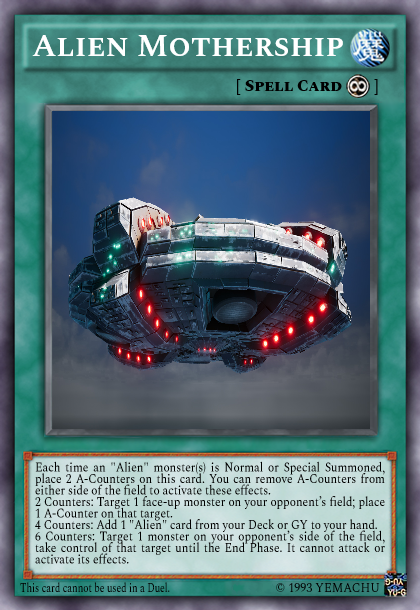 Alien Mothership
魔
[ Spell Card ]
Each time an "Alien" monster(s) is Normal or Special Summoned,
place 2 A-Counters on this card. You can remove A-Counters from
either side of the field to activate these effects.
2 Counters: Target 1 face-up monster on your opponent's field; place
1 A-Counter on that target.
4 Counters: Add 1 "Alien" card from your Deck or GY to your hand.
6 Counters: Target 1 monster on your opponent's side of the field,
take control of that target until the End Phase. It cannot attack or
activate its effects.
This card cannot be used in a Duel. © 1993 YEMACHU